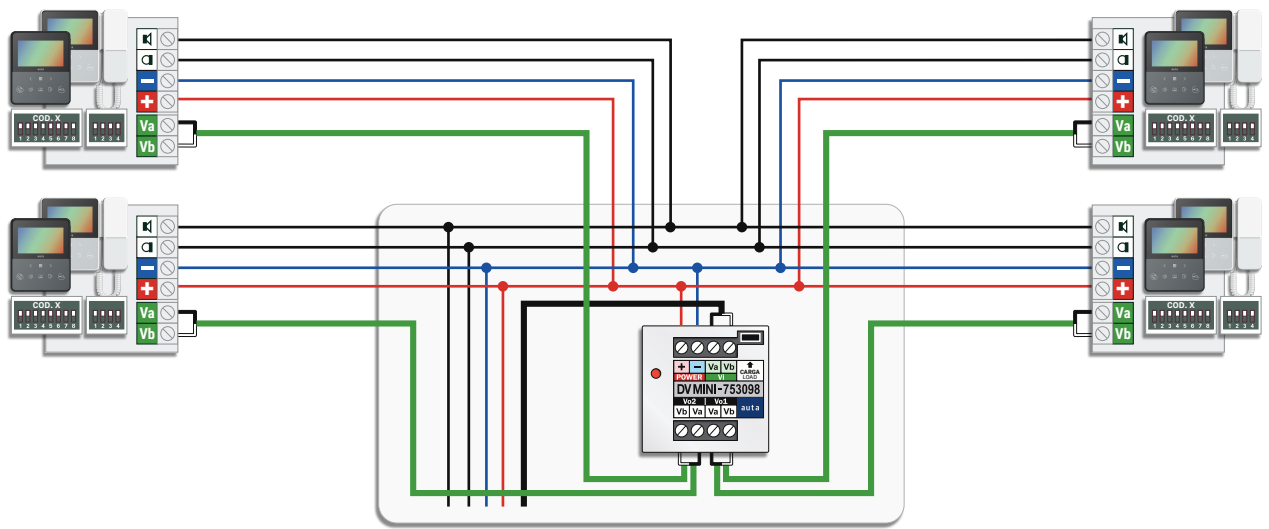 +
+
Va
Va
Vb
Vb
COD. X
1 2 3 4 5 6 7 8
1 2 3 4
COD. X
1 2 3 4 5 6 7 8
1 2 3 4
+
+
Va
Va
Vb
Vb
COD. X
1 2 3 4 5 6 7 8
1 2 3 4
COD. X
1 2 3 4 5 6 7 8
1 2 3 4
+ − Va Vb
POWER Vi
CARGA
LOAD
DV MINI-753098
Vo2 | Vo1
Vb Va Va Vb
auta